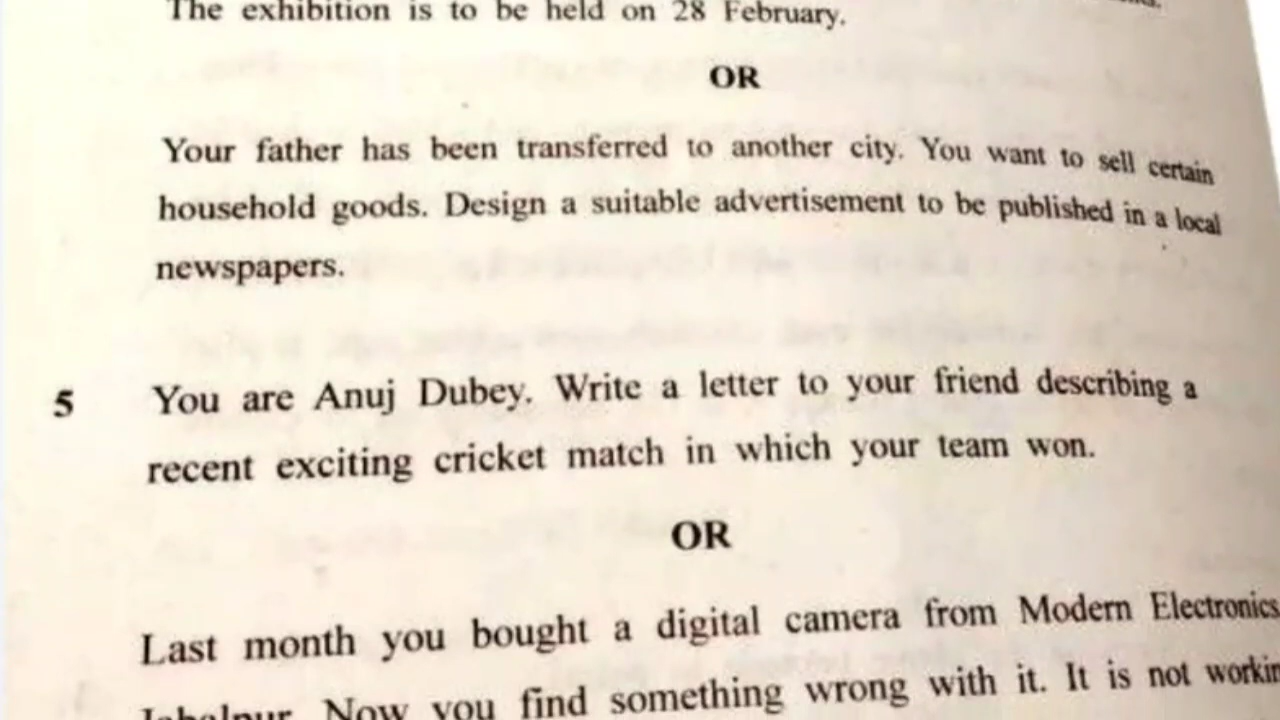 The exhibition is to be held on 28 February.
OR
Your father has been transferred to another city. You want to sell certain
household goods. Design a suitable advertisement to be published in a local
newspapers.
5 You are Anuj Dubey. Write a letter to your friend describing a
recent exciting cricket match in which your team won.
OR
Last month you bought a digital camera from Modern Electronics
Now you find something wrong with it. It is not